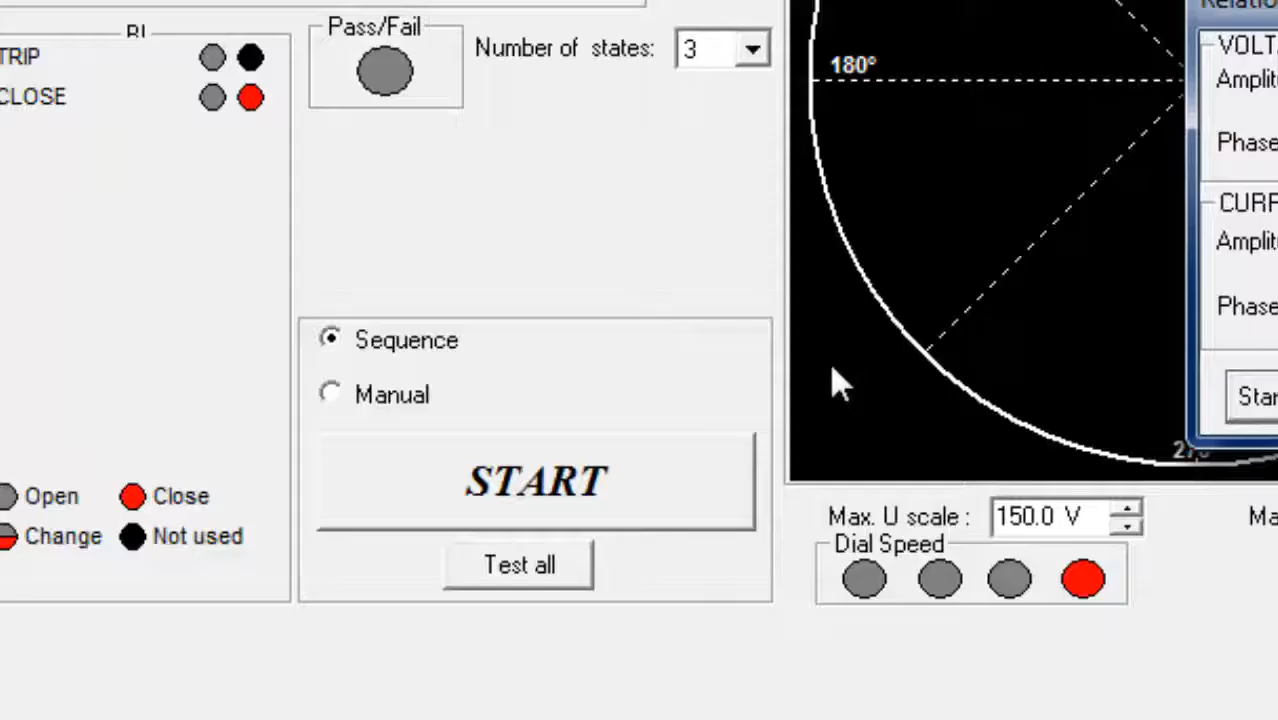 BI
TRIP
CLOSE
Open
Close
Change
Not used
Pass/Fail
Number of states:
3
Sequence
Manual
START
Test all
180°
Max. U scale :
150.0 V
Ma
Dial Speed
VOLT
Amplit
Phase
CURR
Amplit
Phase
Star